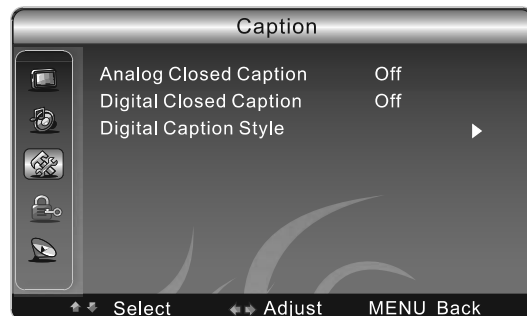 Caption
Analog Closed Caption Off
Digital Closed Caption Off
Digital Caption Style
Select Adjust MENU Back